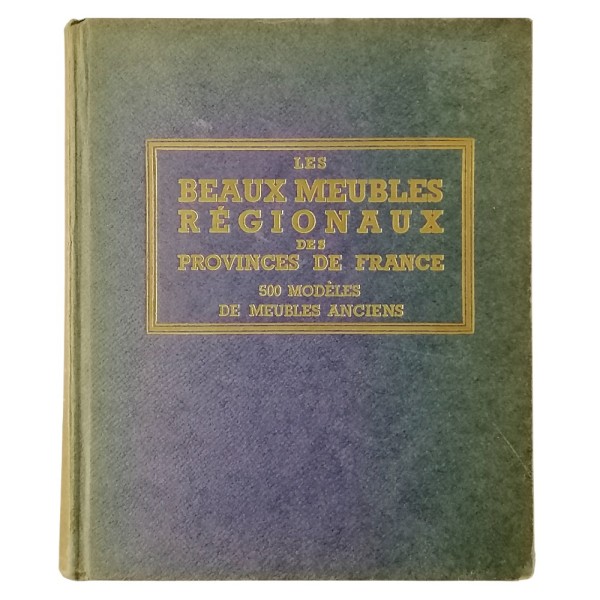 LES
BEAUX MEUBLES
RÉGIONAUX
DES
PROVINCES DE FRANCE
500 MODÈLES
DE MEUBLES ANCIENS